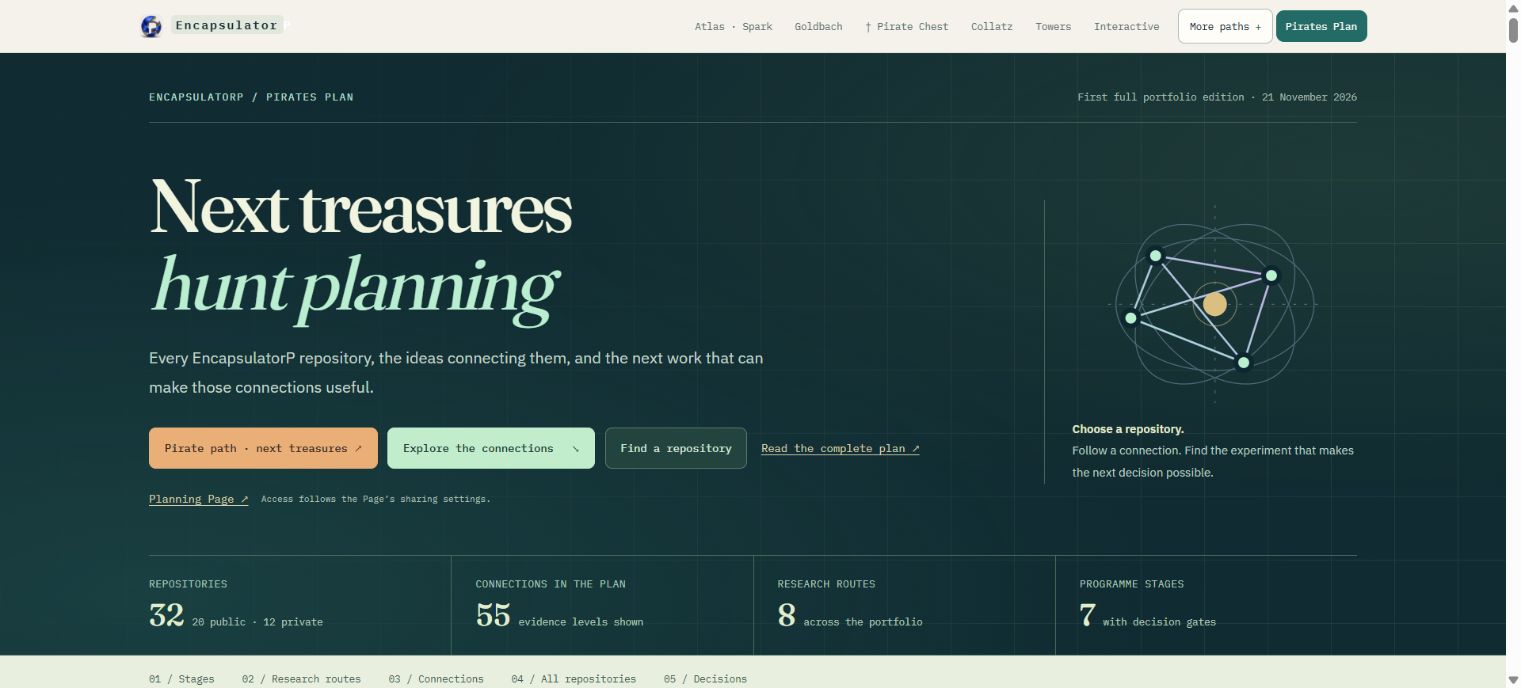 Encapsulator P
Atlas · Spark Goldbach † Pirate Chest Collatz Towers Interactive More paths + Pirates Plan
ENCAPSULATORP / PIRATES PLAN
First full portfolio edition · 21 November 2026
Next treasures
hunt planning
Every EncapsulatorP repository, the ideas connecting them, and the next work that can
make those connections useful.
Pirate path · next treasures ↗ Explore the connections ↘ Find a repository Read the complete plan ↗
Planning Page ↗ Access follows the Page's sharing settings.
Choose a repository.
Follow a connection. Find the experiment that makes
the next decision possible.
REPOSITORIES
32 20 public · 12 private
CONNECTIONS IN THE PLAN
55 evidence levels shown
RESEARCH ROUTES
8 across the portfolio
PROGRAMME STAGES
7 with decision gates
01 / Stages 02 / Research routes 03 / Connections 04 / All repositories 05 / Decisions